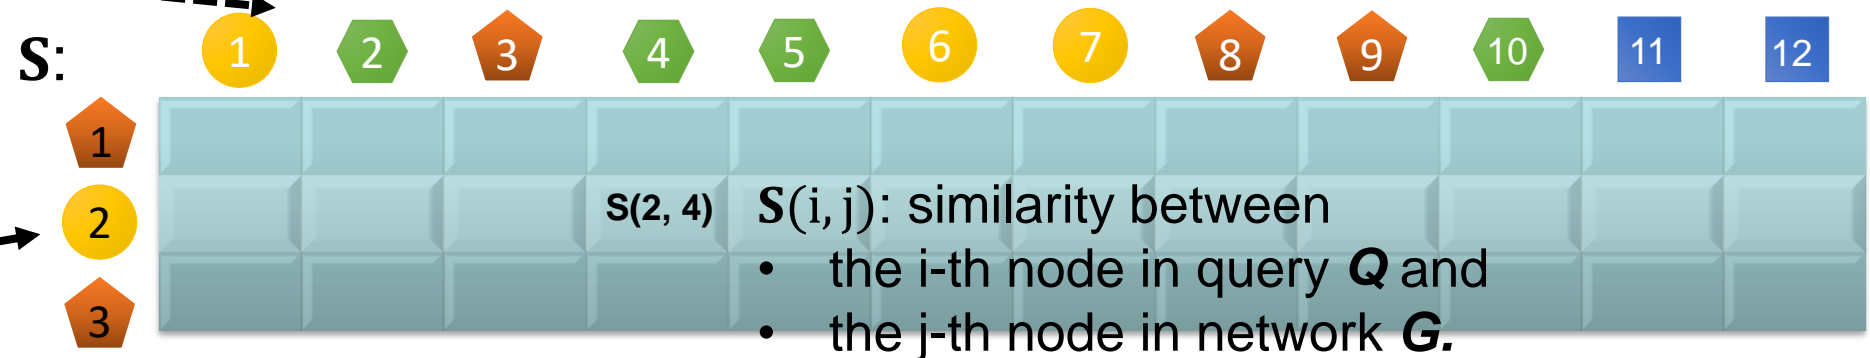 S:
1 2 3 4 5 6 7 8 9 10 11 12
1
2
S(2, 4) S(i, j): similarity between
• the i-th node in query Q and
3
• the j-th node in network G.